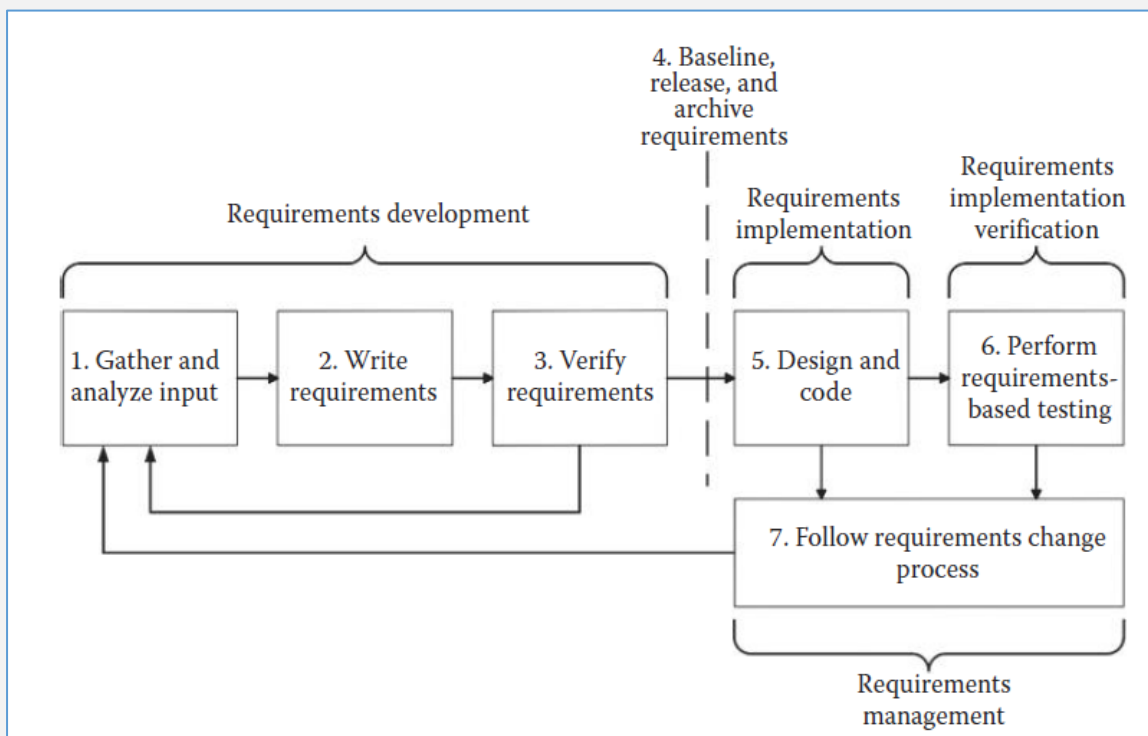 4. Baseline,
release, and
archive
requirements
Requirements development
Requirements
implementation
Requirements
implementation
verification
1. Gather and
analyze input
2. Write
requirements
3. Verify
requirements
5. Design and
code
6. Perform
requirements-
based testing
7. Follow requirements change
process
Requirements
management